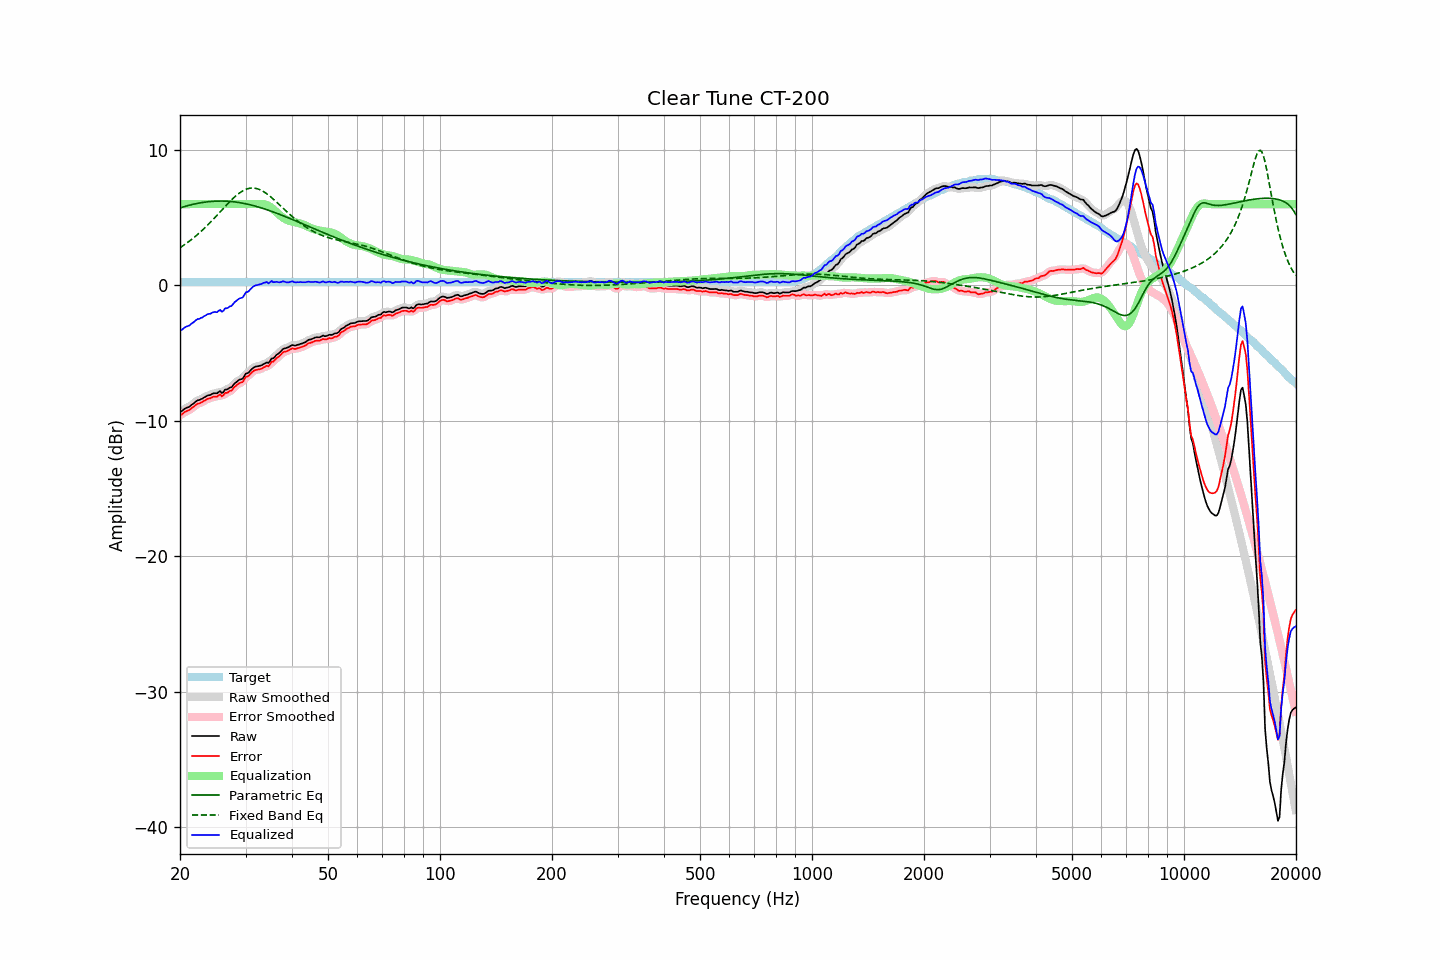 Clear Tune CT-200
10
0
−10
−20
−30
−40
Amplitude (dBr)
Target
Raw Smoothed
Error Smoothed
Raw
Error
Equalization
Parametric Eq
Fixed Band Eq
Equalized
20 50 100 200 500 1000 2000 5000 10000 20000
Frequency (Hz)